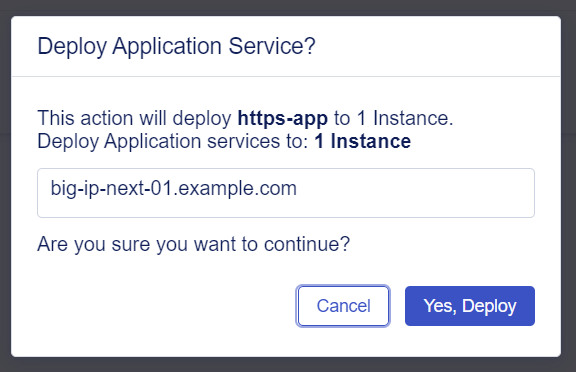 Deploy Application Service?
This action will deploy https-app to 1 Instance.
Deploy Application services to: 1 Instance
big-ip-next-01.example.com
Are you sure you want to continue?
Cancel
Yes, Deploy